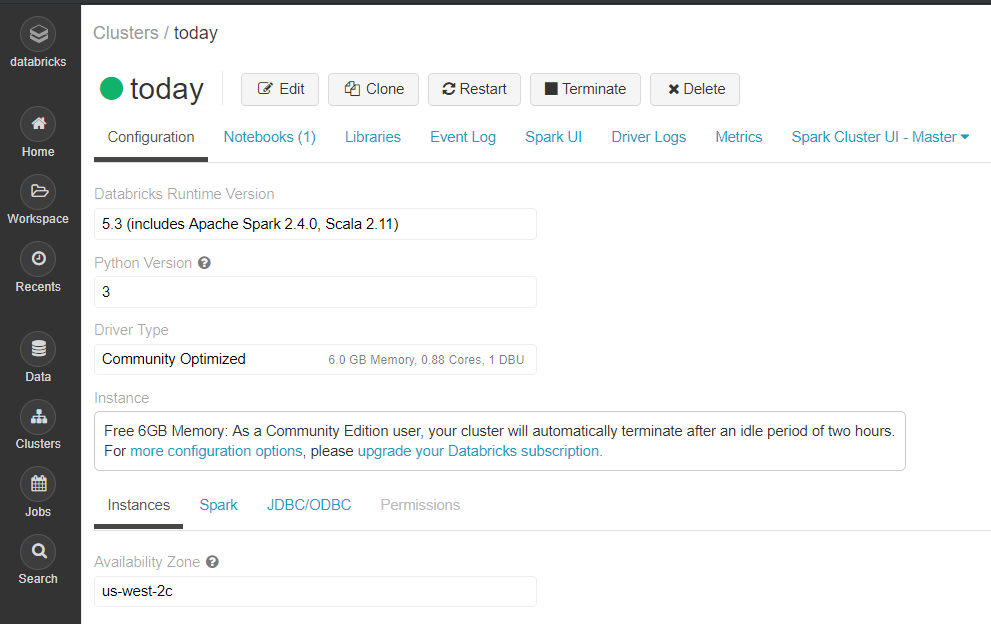 databricks
Home
Workspace
Recents
Data
Clusters
Jobs
Search
Clusters / today
today
Edit Clone Restart Terminate Delete
Configuration Notebooks (1) Libraries Event Log Spark UI Driver Logs Metrics Spark Cluster UI - Master
Databricks Runtime Version
5.3 (includes Apache Spark 2.4.0, Scala 2.11)
Python Version ?
3
Driver Type
Community Optimized 6.0 GB Memory, 0.88 Cores, 1 DBU
Instance
Free 6GB Memory: As a Community Edition user, your cluster will automatically terminate after an idle period of two hours.
For more configuration options, please upgrade your Databricks subscription.
Instances Spark JDBC/ODBC Permissions
Availability Zone ?
us-west-2c